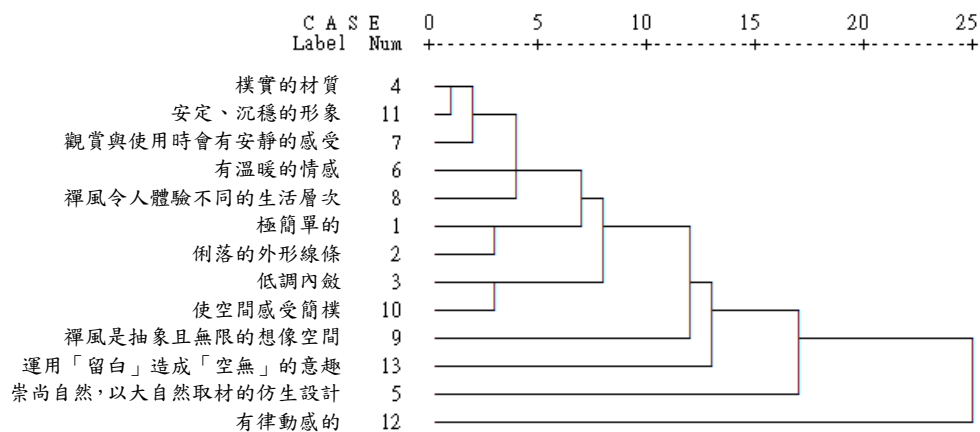 C A S E 0 5 10 15 20 25
Label Num +---------+---------+---------+---------+---------+
樸實的材質 4
安定、沉穩的形象 11
觀賞與使用時會有安靜的感受 7
有溫暖的情感 6
禪風令人體驗不同的生活層次 8
極簡單的 1
俐落的外形線條 2
低調內斂 3
使空間感受簡樸 10
禪風是抽象且無限的想像空間 9
運用「留白」造成「空無」的意趣 13
崇尚自然，以大自然取材的仿生設計 5
有律動感的 12